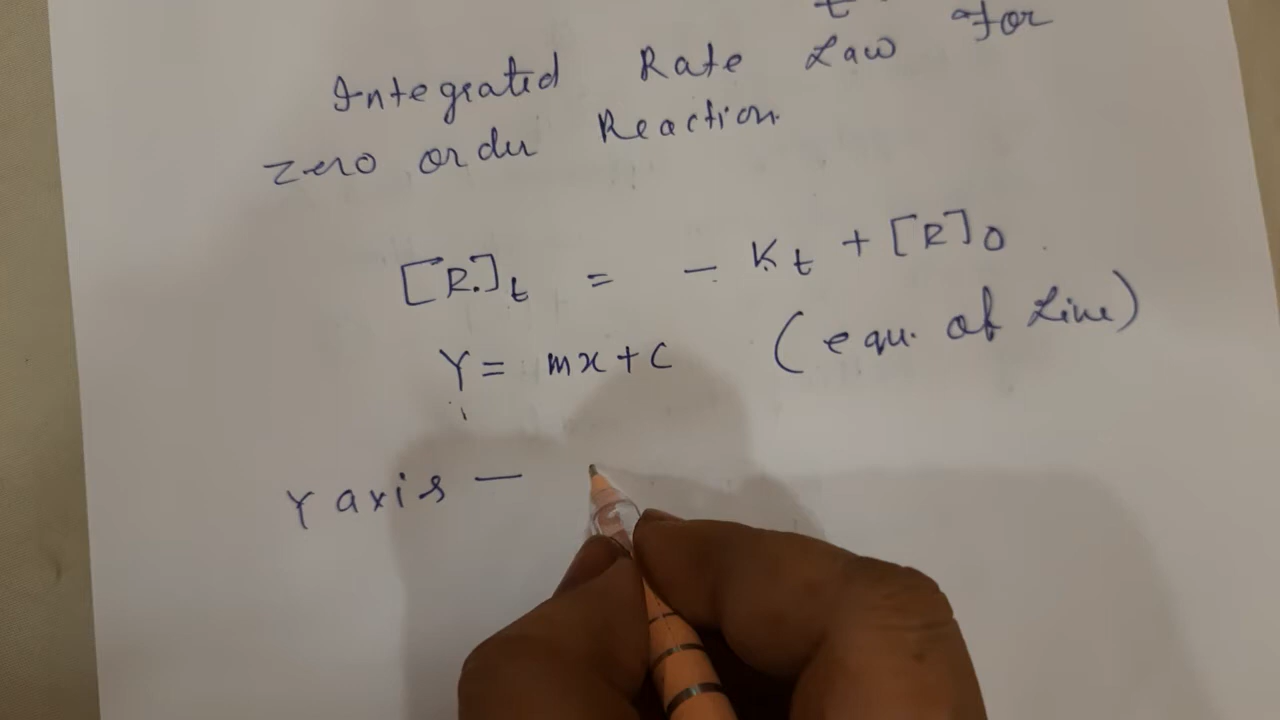 Integrated Rate Law for
zero order Reaction.
[R]t = - Kt + [R]0
Y = mx + c (equ. of Line)
Y axis —